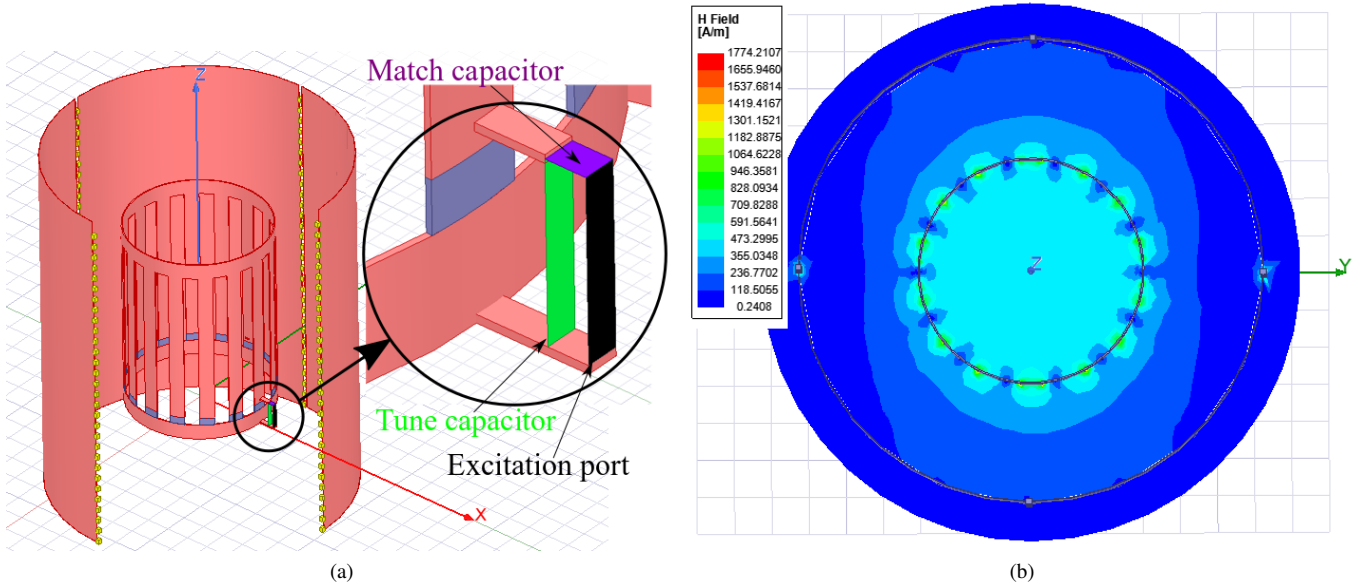 Match capacitor
Z
Tune capacitor
Excitation port
X
(a)
H Field
[A/m]
1774.2107
1655.9460
1537.6814
1419.4167
1301.1521
1182.8875
1064.6228
946.3581
828.0934
709.8288
591.5641
473.2995
355.0348
236.7702
118.5055
0.2408
Z
Y
(b)